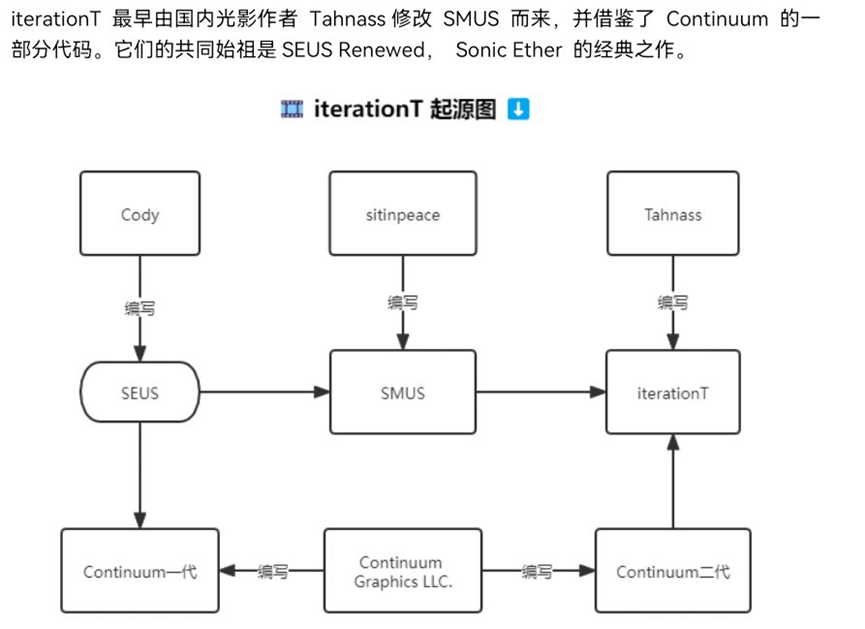 iterationT 最早由国内光影作者 Tahnass 修改 SMUS 而来，并借鉴了 Continuum 的一
部分代码。它们的共同始祖是 SEUS Renewed， Sonic Ether 的经典之作。
iterationT 起源图
Cody
sitinpeace
Tahnass
编写
编写
编写
SEUS
SMUS
iterationT
Continuum一代
编写
Continuum
Graphics LLC.
编写
Continuum二代